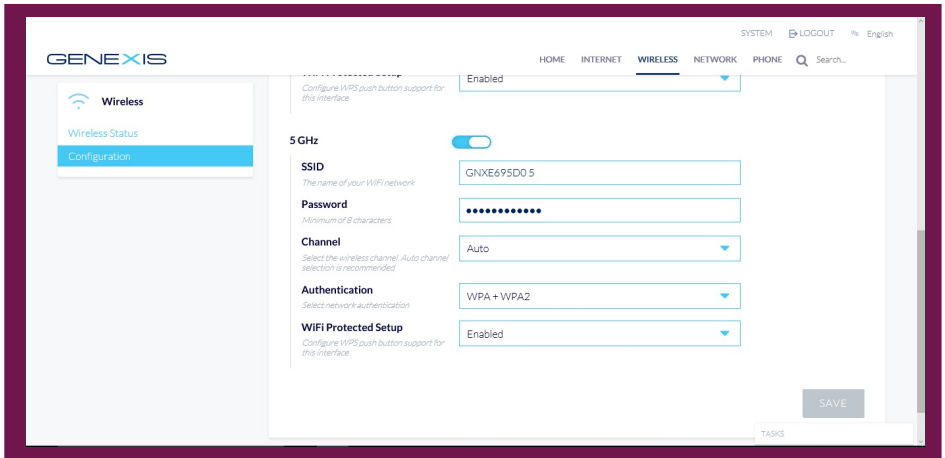 SYSTEM LOGOUT English
GENEXIS
HOME INTERNET WIRELESS NETWORK PHONE Search...
Enabled
Configure WPS push button support for
this interface
Wireless
Wireless Status
Configuration
5 GHz
SSID
The name of your WiFi network
GNXE695D0 5
Password
Minimum of 8 characters
••••••••••••
Channel
Select the wireless channel. Auto channel
selection is recommended
Auto
Authentication
Select network authentication
WPA + WPA2
WiFi Protected Setup
Configure WPS push button support for
this interface
Enabled
SAVE
TASKS